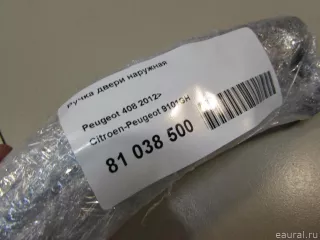 Ручка двери наружная
Peugeot 408 2012>
Citroen-Peugeot 9101GH
81 038 500
eaural.ru